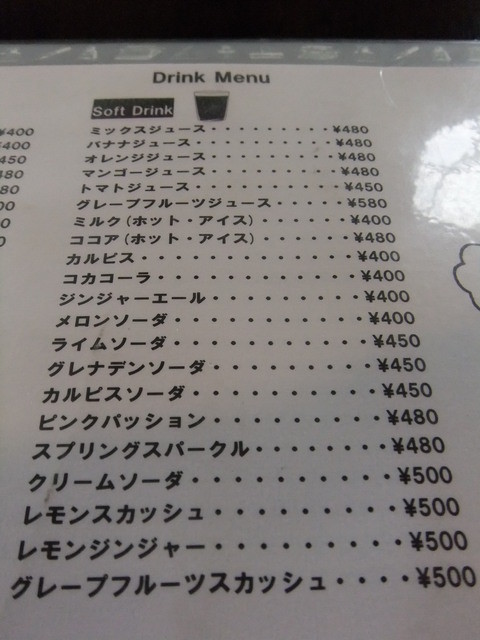 Drink Menu
Soft Drink
ミックスジュース・・・・・・・・・¥480
バナナジュース・・・・・・・・・・¥480
オレンジジュース・・・・・・・・・¥480
マンゴージュース・・・・・・・・・¥480
トマトジュース・・・・・・・・・・¥450
グレープフルーツジュース・・・・・¥580
ミルク(ホット・アイス)・・・・・・¥400
ココア(ホット・アイス)・・・・・・¥480
カルピス・・・・・・・・・・・・・¥400
コカコーラ・・・・・・・・・・・・¥400
ジンジャーエール・・・・・・・・・¥400
メロンソーダ・・・・・・・・・・・¥400
ライムソーダ・・・・・・・・・・・¥450
グレナデンソーダ・・・・・・・・・¥450
カルピスソーダ・・・・・・・・・・¥450
ピンクパッション・・・・・・・・・¥480
スプリングスパークル・・・・・・・¥480
クリームソーダ・・・・・・・・・・¥500
レモンスカッシュ・・・・・・・・・¥500
レモンジンジャー・・・・・・・・・¥500
グレープフルーツスカッシュ・・・・¥500
¥400